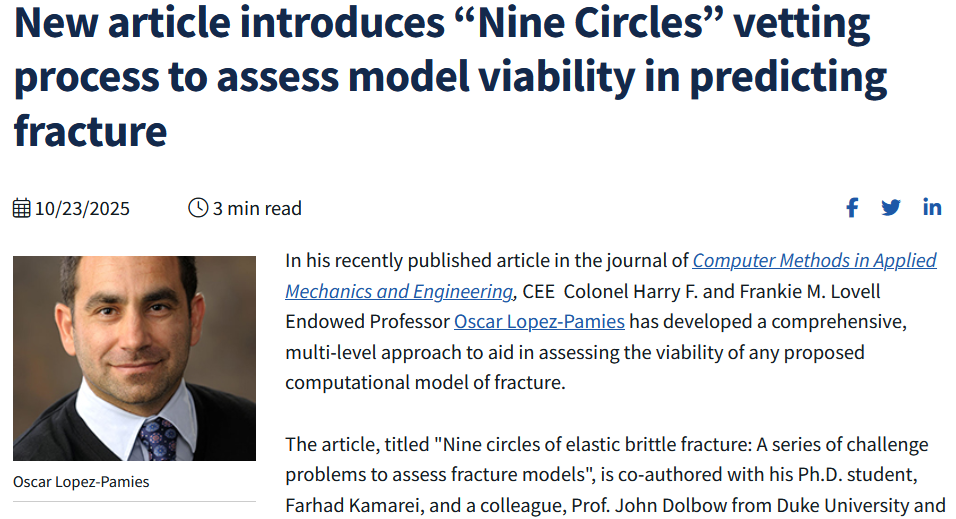 New article introduces “Nine Circles” vetting
process to assess model viability in predicting
fracture
10/23/2025
3 min read
In his recently published article in the journal of Computer Methods in Applied
Mechanics and Engineering, CEE Colonel Harry F. and Frankie M. Lovell
Endowed Professor Oscar Lopez-Pamies has developed a comprehensive,
multi-level approach to aid in assessing the viability of any proposed
computational model of fracture.
Oscar Lopez-Pamies
The article, titled "Nine circles of elastic brittle fracture: A series of challenge
problems to assess fracture models", is co-authored with his Ph.D. student,
Farhad Kamarei, and a colleague, Prof. John Dolbow from Duke University and